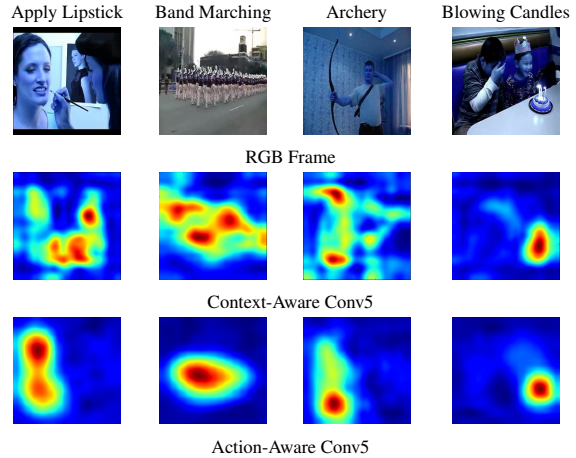 Apply Lipstick Band Marching Archery Blowing Candles
RGB Frame
Context-Aware Conv5
Action-Aware Conv5